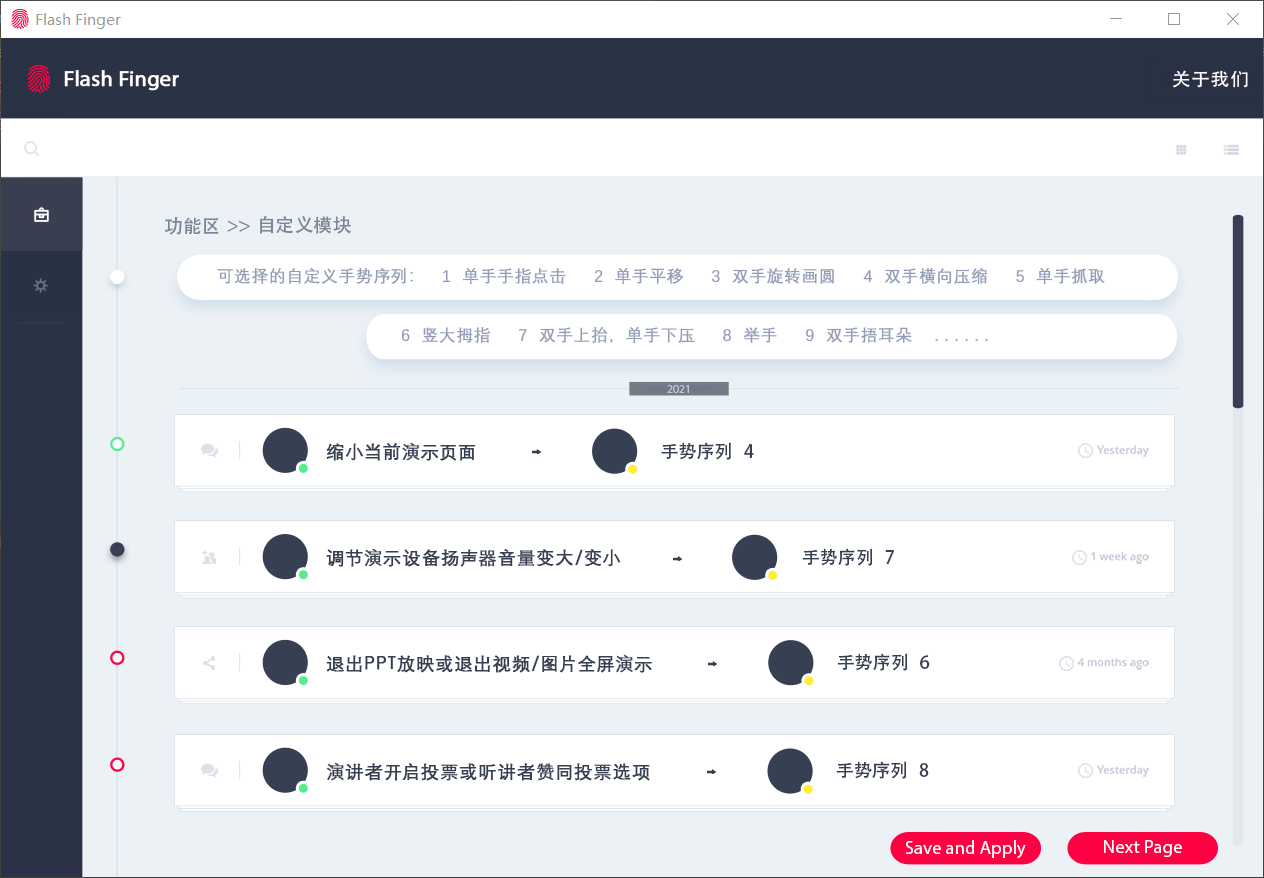 Flash Finger
Flash Finger
关于我们
功能区 >> 自定义模块
可选择的自定义手势序列： 1 单手手指点击 2 单手平移 3 双手旋转画圆 4 双手横向压缩 5 单手抓取
6 竖大拇指 7 双手上抬，单手下压 8 举手 9 双手捂耳朵 ......
2021
缩小当前演示页面 → 手势序列 4 Yesterday
调节演示设备扬声器音量变大/变小 → 手势序列 7 1 week ago
退出PPT放映或退出视频/图片全屏演示 → 手势序列 6 4 months ago
演讲者开启投票或听讲者赞同投票选项 → 手势序列 8 Yesterday
Save and Apply Next Page